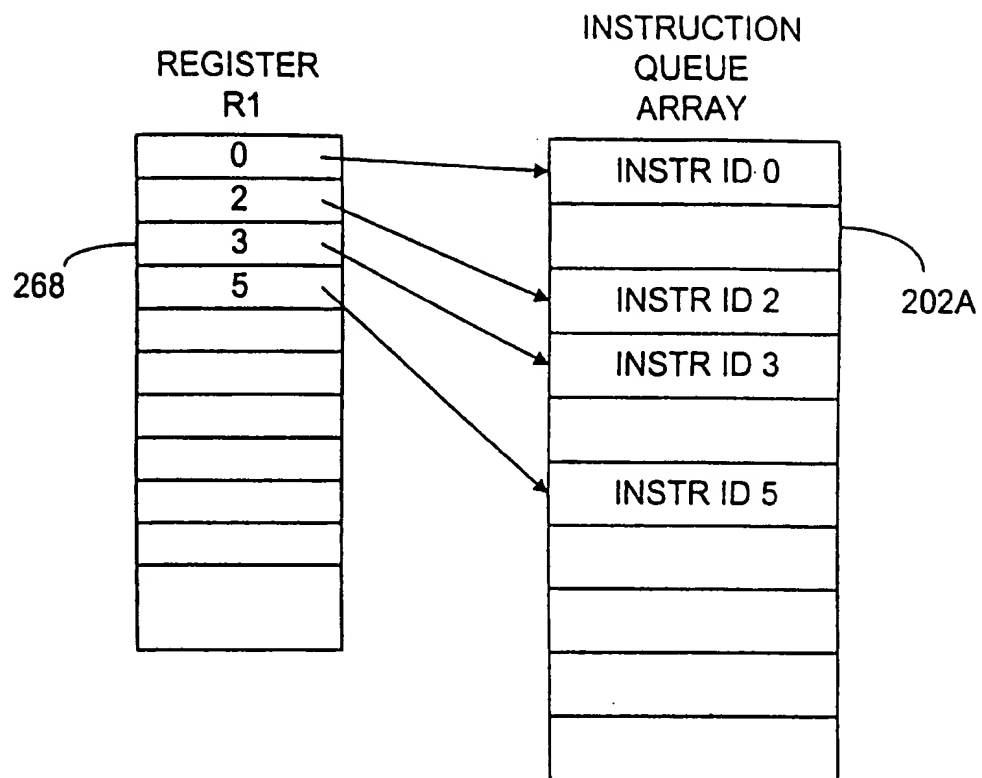 REGISTER
R1
0
2
3
5
268
INSTRUCTION
QUEUE
ARRAY
INSTR ID 0
INSTR ID 2
INSTR ID 3
INSTR ID 5
202A